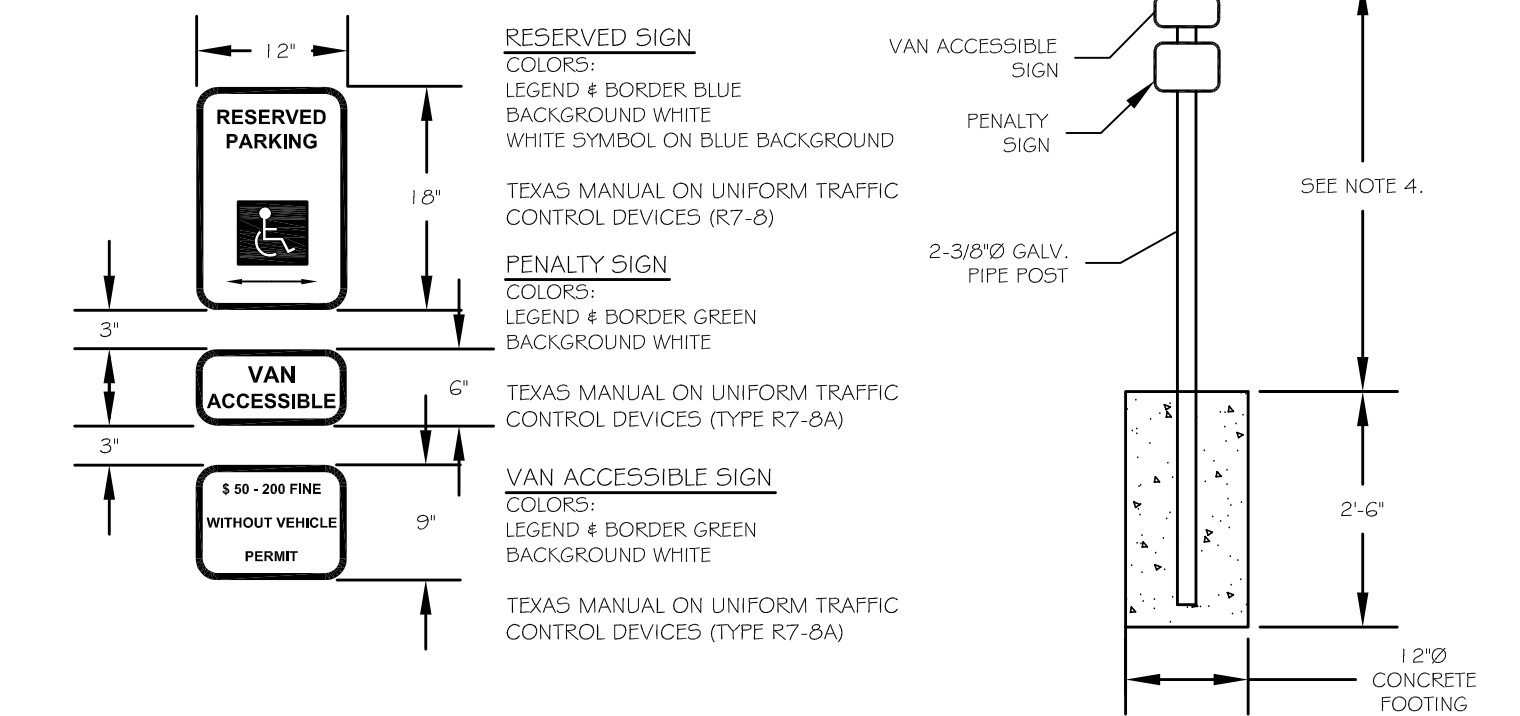 12"
RESERVED
PARKING
18"
3"
VAN
ACCESSIBLE
6"
3"
$ 50 - 200 FINE
WITHOUT VEHICLE
PERMIT
9"
RESERVED SIGN
COLORS:
LEGEND & BORDER BLUE
BACKGROUND WHITE
WHITE SYMBOL ON BLUE BACKGROUND
TEXAS MANUAL ON UNIFORM TRAFFIC
CONTROL DEVICES (R7-8)
PENALTY SIGN
COLORS:
LEGEND & BORDER GREEN
BACKGROUND WHITE
TEXAS MANUAL ON UNIFORM TRAFFIC
CONTROL DEVICES (TYPE R7-8A)
VAN ACCESSIBLE SIGN
COLORS:
LEGEND & BORDER GREEN
BACKGROUND WHITE
TEXAS MANUAL ON UNIFORM TRAFFIC
CONTROL DEVICES (TYPE R7-8A)
VAN ACCESSIBLE
SIGN
PENALTY
SIGN
2-3/8"Ø GALV.
PIPE POST
SEE NOTE 4.
2'-6"
12"Ø
CONCRETE
FOOTING